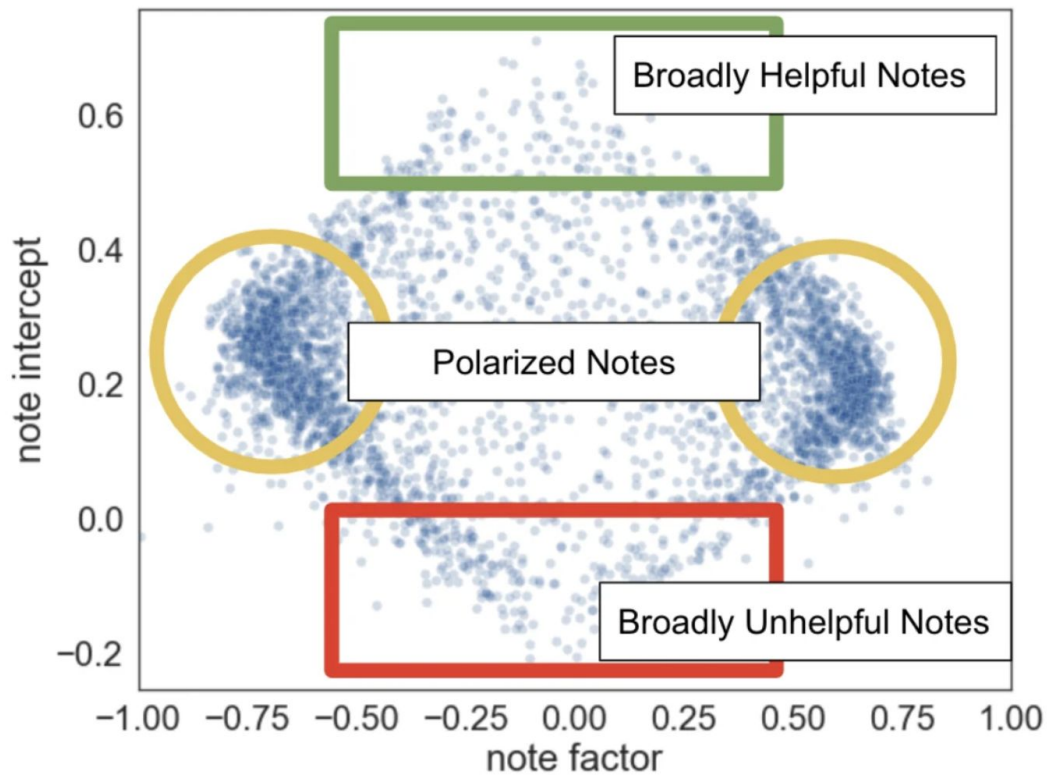 Broadly Helpful Notes
0.6
0.4
Polarized Notes
0.2
0.0
Broadly Unhelpful Notes
−0.2
note intercept
−1.00 −0.75 −0.50 −0.25 0.00 0.25 0.50 0.75 1.00
note factor